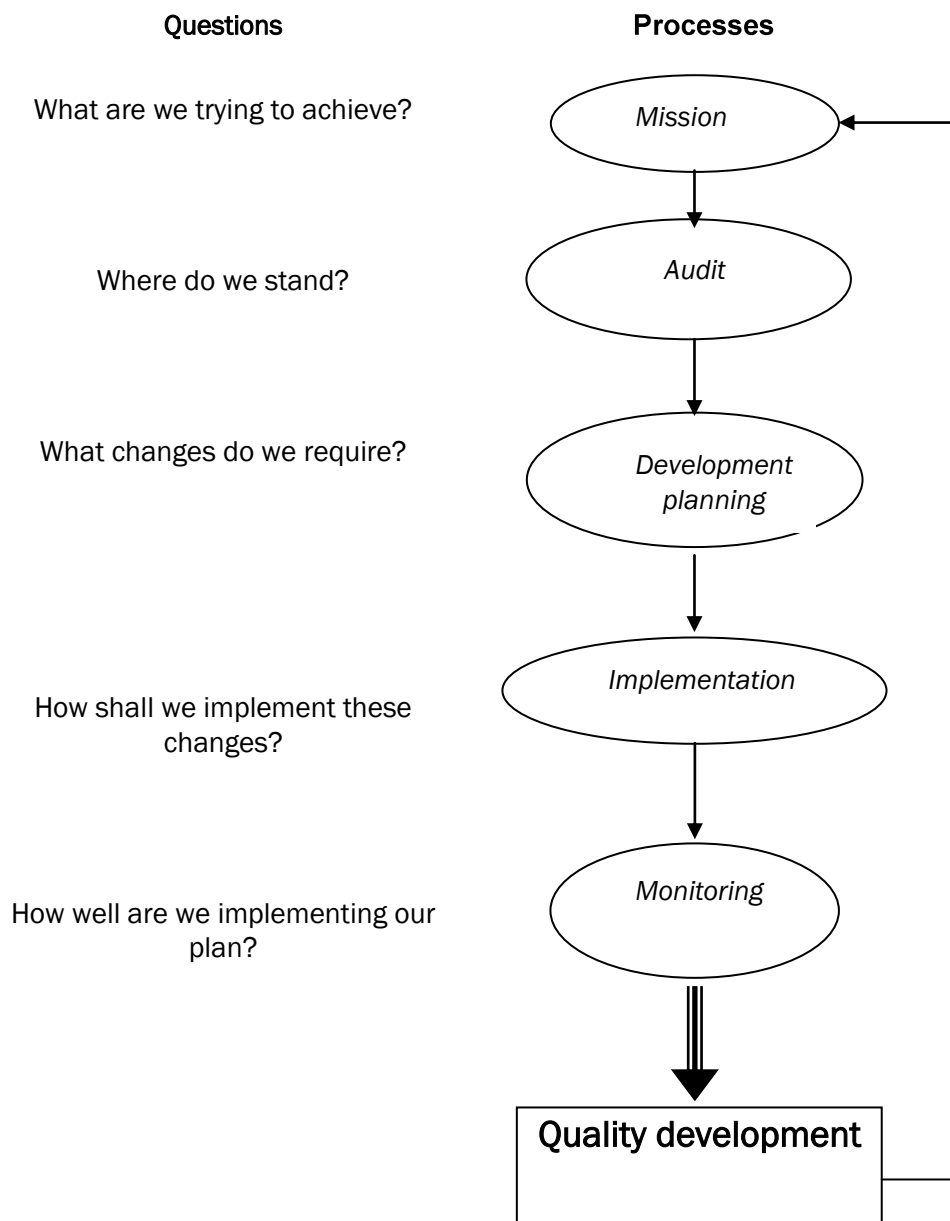 Questions
Processes
What are we trying to achieve?
Mission
Where do we stand?
Audit
What changes do we require?
Development
planning
How shall we implement these
changes?
Implementation
How well are we implementing our
plan?
Monitoring
Quality development